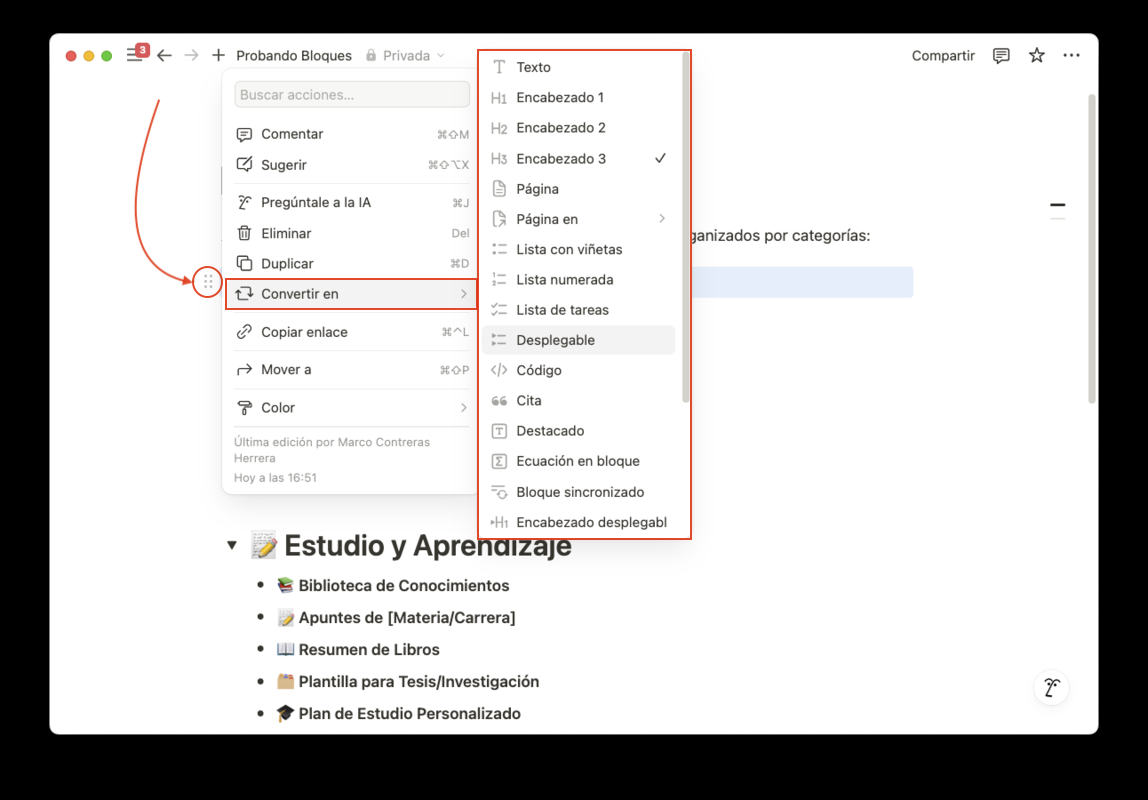 3
Probando Bloques
Privada
Compartir
Buscar acciones...
Comentar ⌘⇧M
Sugerir ⌘⇧⌥X
Pregúntale a la IA ⌘J
Eliminar Del
Duplicar ⌘D
Convertir en
Copiar enlace ⌘^L
Mover a ⌘⇧P
Color
Última edición por Marco Contreras
Herrera
Hoy a las 16:51
Texto
H1 Encabezado 1
H2 Encabezado 2
H3 Encabezado 3
Página
Página en
Lista con viñetas
Lista numerada
Lista de tareas
Desplegable
Código
Cita
Destacado
Ecuación en bloque
Bloque sincronizado
H1 Encabezado desplegabl
ganizados por categorías:
📝 Estudio y Aprendizaje
• 📚 Biblioteca de Conocimientos
• 📝 Apuntes de [Materia/Carrera]
• 📖 Resumen de Libros
• 🗂️ Plantilla para Tesis/Investigación
• 🎓 Plan de Estudio Personalizado